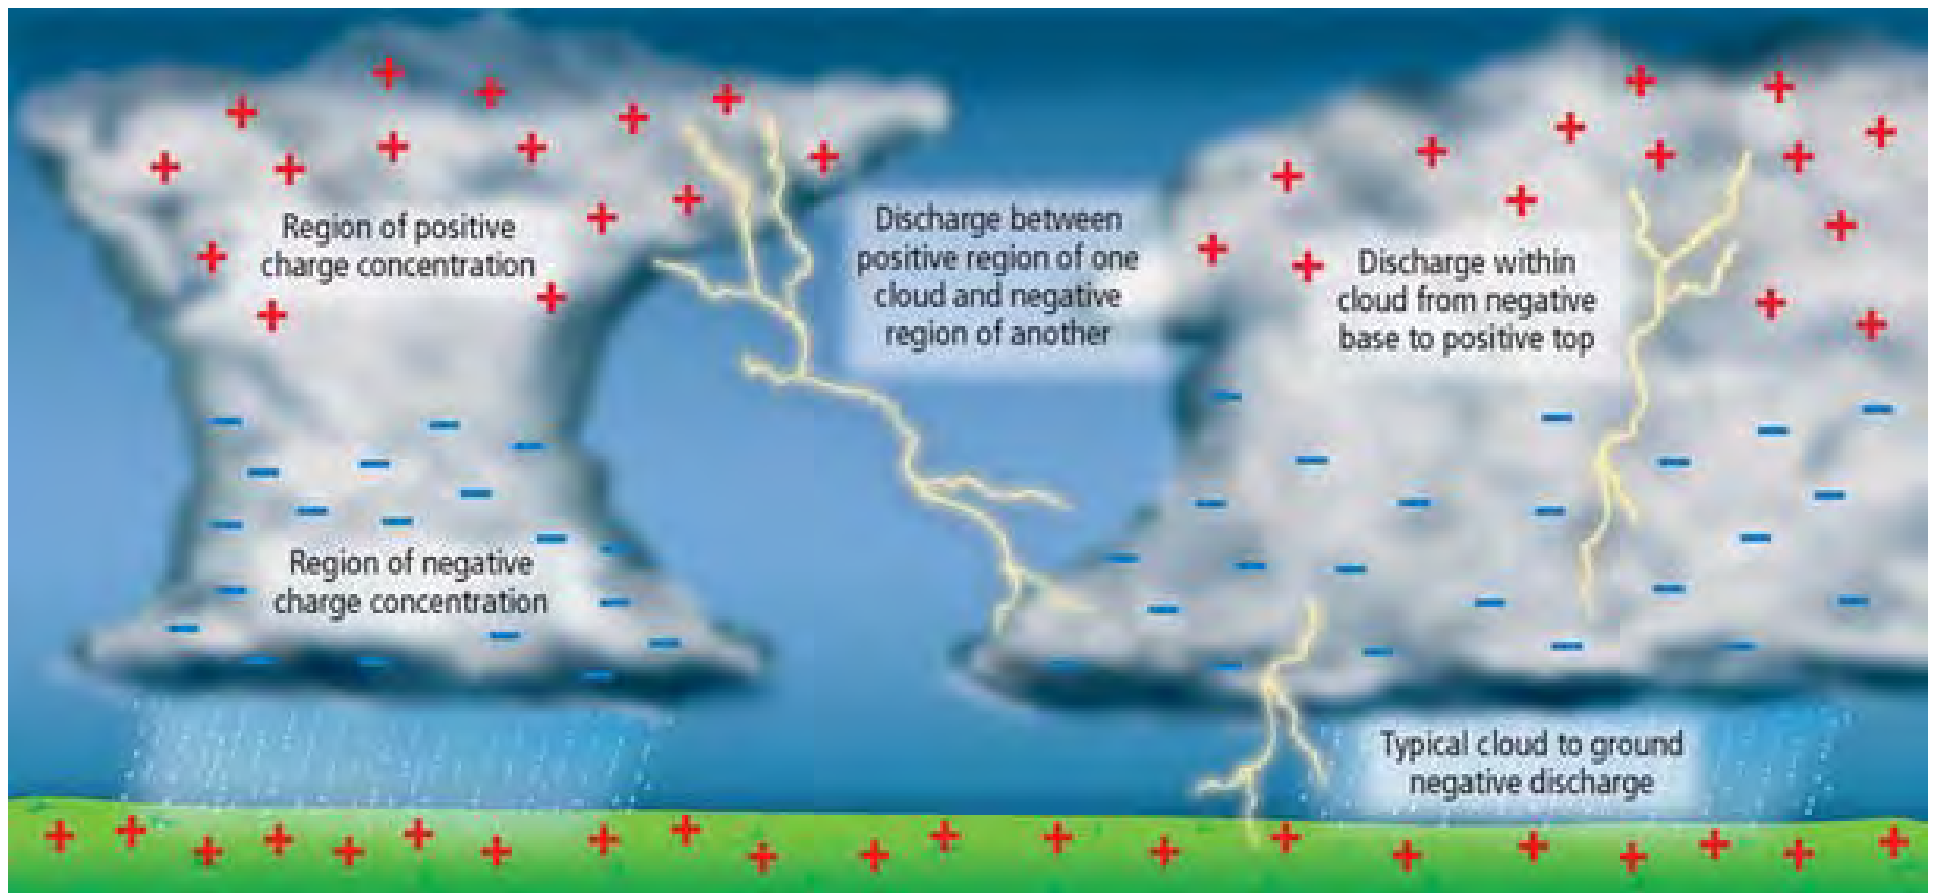 Region of positive
charge concentration
Region of negative
charge concentration
Discharge between
positive region of one
cloud and negative
region of another
Discharge within
cloud from negative
base to positive top
Typical cloud to ground
negative discharge